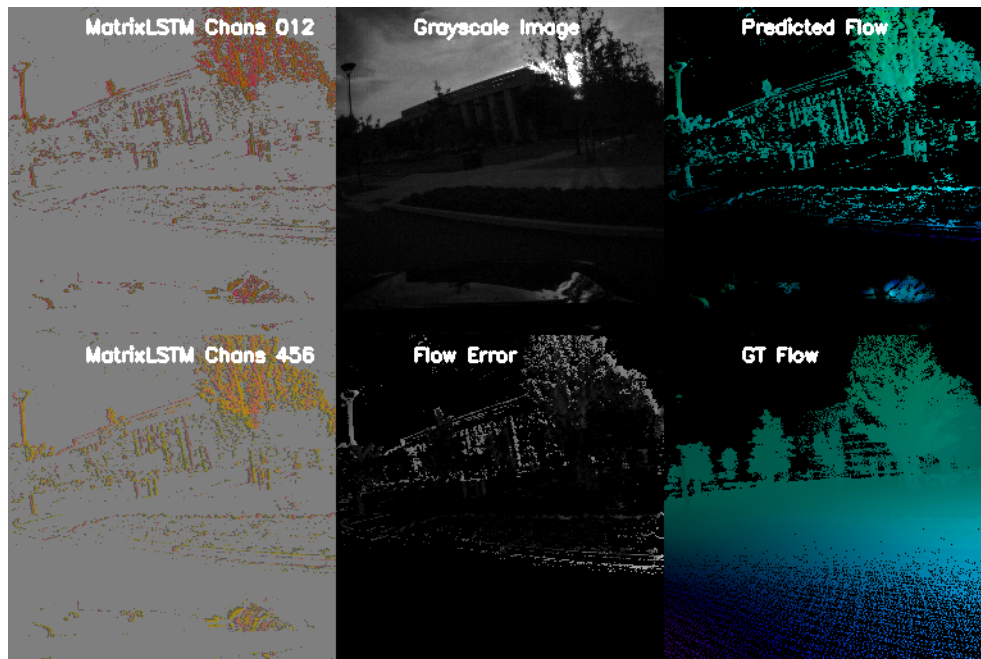 MatrixLSTM Chans 012
Grayscale Image
Predicted Flow
MatrixLSTM Chans 456
Flow Error
GT Flow